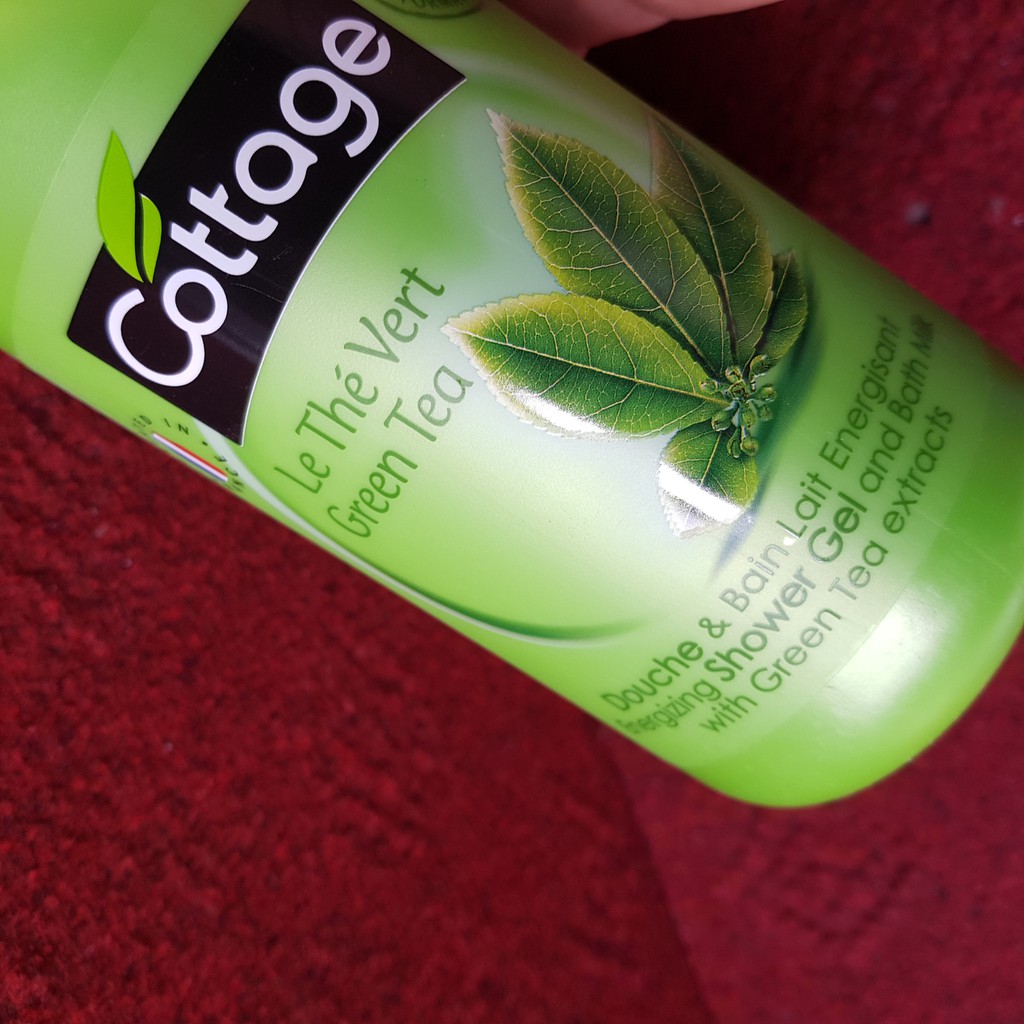 Cottage
Le Thé Vert
Green Tea
Douche & Bain Lait Energisant
Energizing Shower Gel and Bath Milk
with Green Tea extracts
IN